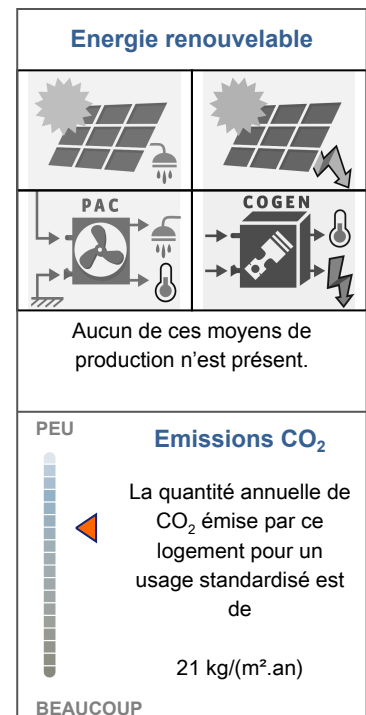 Energie renouvelable
PAC
COGEN
Aucun de ces moyens de
production n'est présent.
PEU
Emissions CO₂
La quantité annuelle de
CO₂ émise par ce
logement pour un
usage standardisé est
de
21 kg/(m².an)
BEAUCOUP